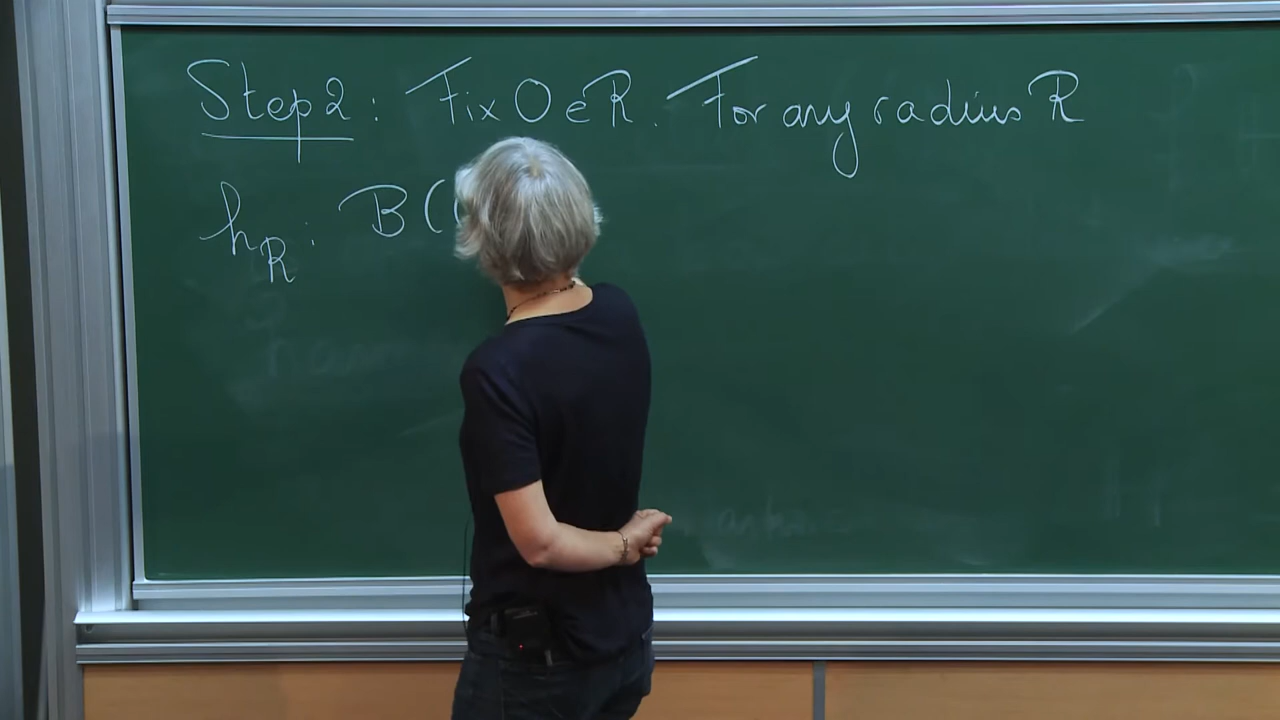 Step 2 : Fix O ∈ R. For any radius R
h_R : B(